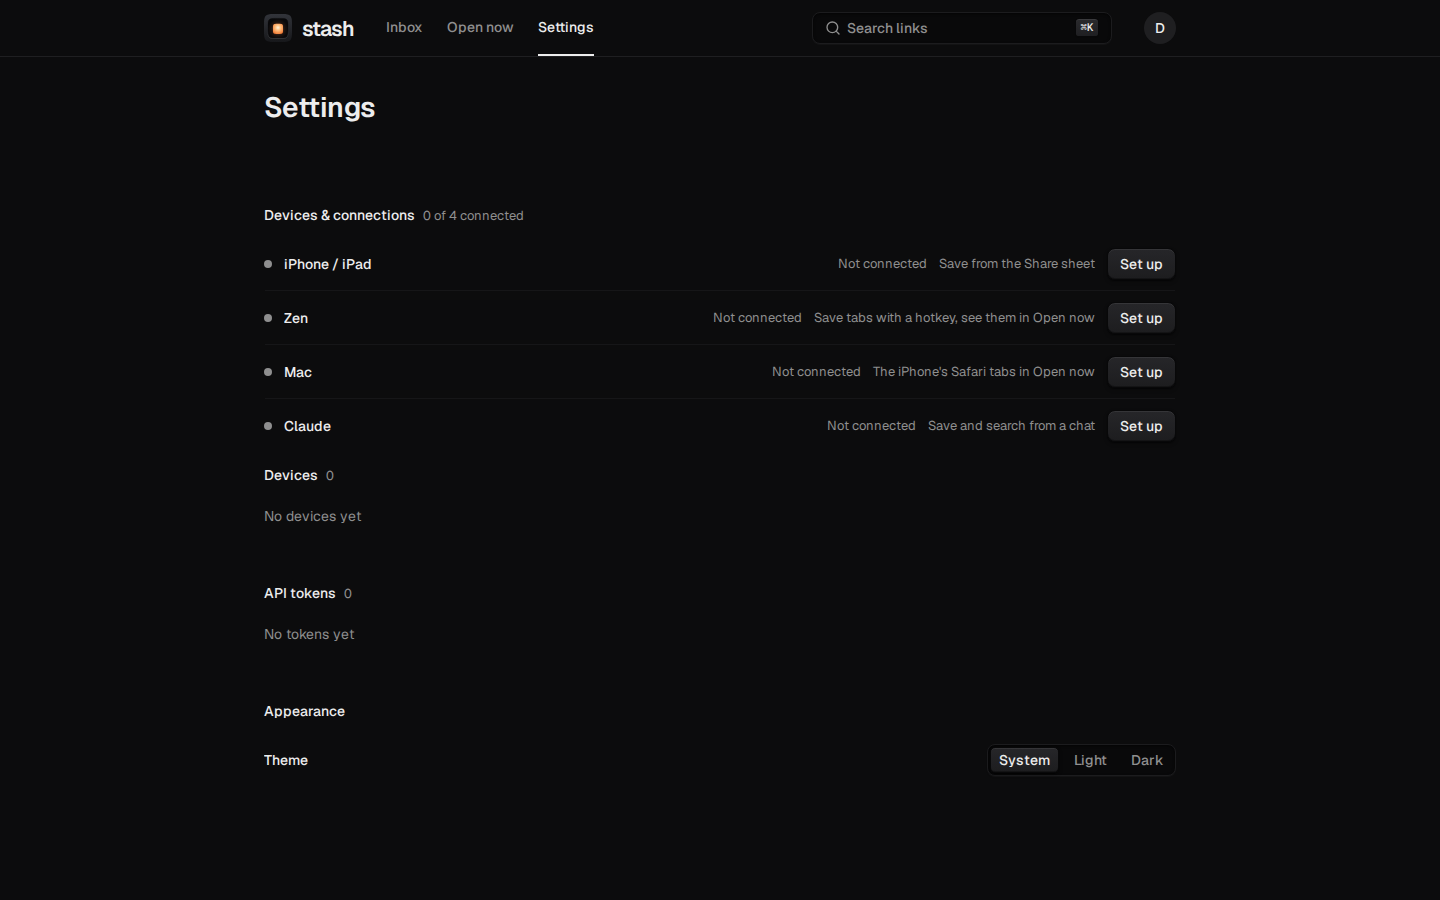 stash Inbox Open now Settings Search links ⌘K D
Settings
Devices & connections 0 of 4 connected
iPhone / iPad Not connected Save from the Share sheet Set up
Zen Not connected Save tabs with a hotkey, see them in Open now Set up
Mac Not connected The iPhone's Safari tabs in Open now Set up
Claude Not connected Save and search from a chat Set up
Devices 0
No devices yet
API tokens 0
No tokens yet
Appearance
Theme System Light Dark